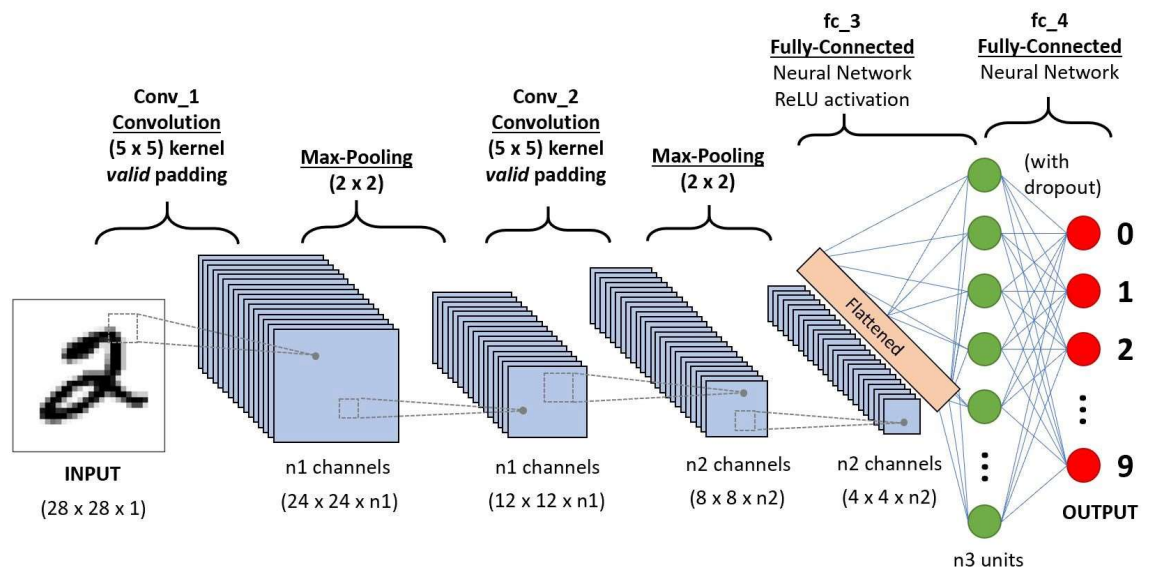 Conv_1
Convolution
(5 x 5) kernel
valid padding
Max-Pooling
(2 x 2)
Conv_2
Convolution
(5 x 5) kernel
valid padding
Max-Pooling
(2 x 2)
fc_3
Fully-Connected
Neural Network
ReLU activation
fc_4
Fully-Connected
Neural Network
(with
dropout)
2
INPUT
(28 x 28 x 1)
n1 channels
(24 x 24 x n1)
n1 channels
(12 x 12 x n1)
n2 channels
(8 x 8 x n2)
n2 channels
(4 x 4 x n2)
Flattened
n3 units
0
1
2
9
OUTPUT